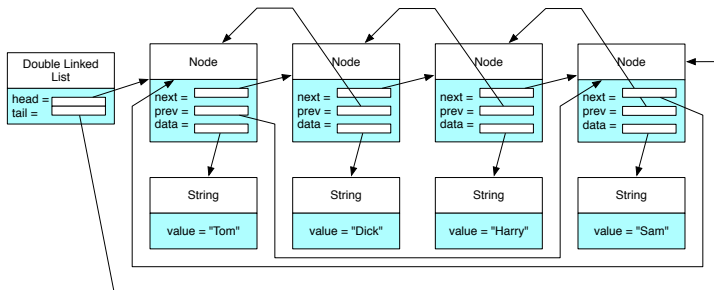 Double Linked
List
head =
tail =
Node
next =
prev =
data =
Node
next =
prev =
data =
Node
next =
prev =
data =
Node
next =
prev =
data =
String
value = "Tom"
String
value = "Dick"
String
value = "Harry"
String
value = "Sam"